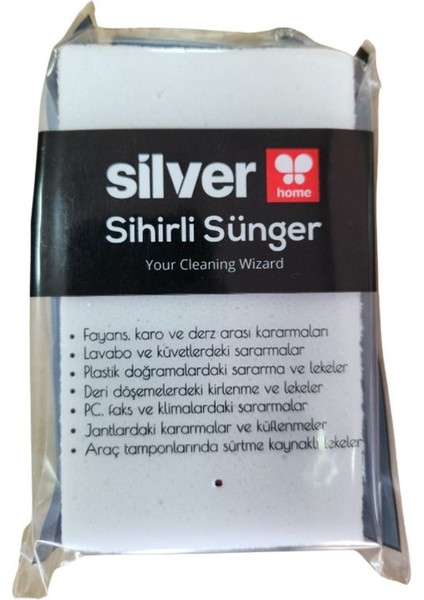 silver
home
Sihirli Sünger
Your Cleaning Wizard
• Fayans, karo ve derz arası kararmaları
• Lavabo ve küvetlerdeki sararmalar
• Plastik doğramalardaki sararma ve lekeler
• Deri döşemelerdeki kirlenme ve lekeler
• PC, faks ve klimalardaki sararmalar
• Jantlardaki kararmalar ve küflenmeler
• Araç tamponlarında sürtme kaynaklı lekeler